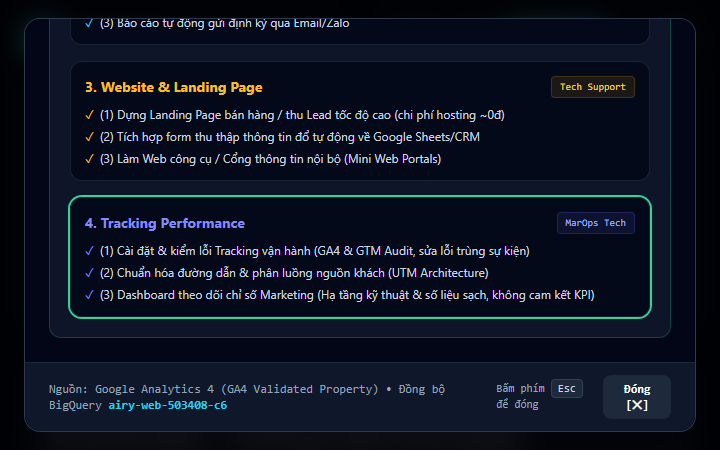 ✓ (3) Báo cáo tự động gửi định kỳ qua Email/Zalo
3. Website & Landing Page
Tech Support
✓ (1) Dựng Landing Page bán hàng / thu Lead tốc độ cao (chi phí hosting ~0đ)
✓ (2) Tích hợp form thu thập thông tin đổ tự động về Google Sheets/CRM
✓ (3) Làm Web công cụ / Cổng thông tin nội bộ (Mini Web Portals)
4. Tracking Performance
MarOps Tech
✓ (1) Cài đặt & kiểm lỗi Tracking vận hành (GA4 & GTM Audit, sửa lỗi trùng sự kiện)
✓ (2) Chuẩn hóa đường dẫn & phân luồng nguồn khách (UTM Architecture)
✓ (3) Dashboard theo dõi chỉ số Marketing (Hạ tầng kỹ thuật & số liệu sạch, không cam kết KPI)
Nguồn: Google Analytics 4 (GA4 Validated Property) • Đồng bộ
BigQuery airy-web-503408-c6
Bấm phím Esc
để đóng
Đóng
[✕]